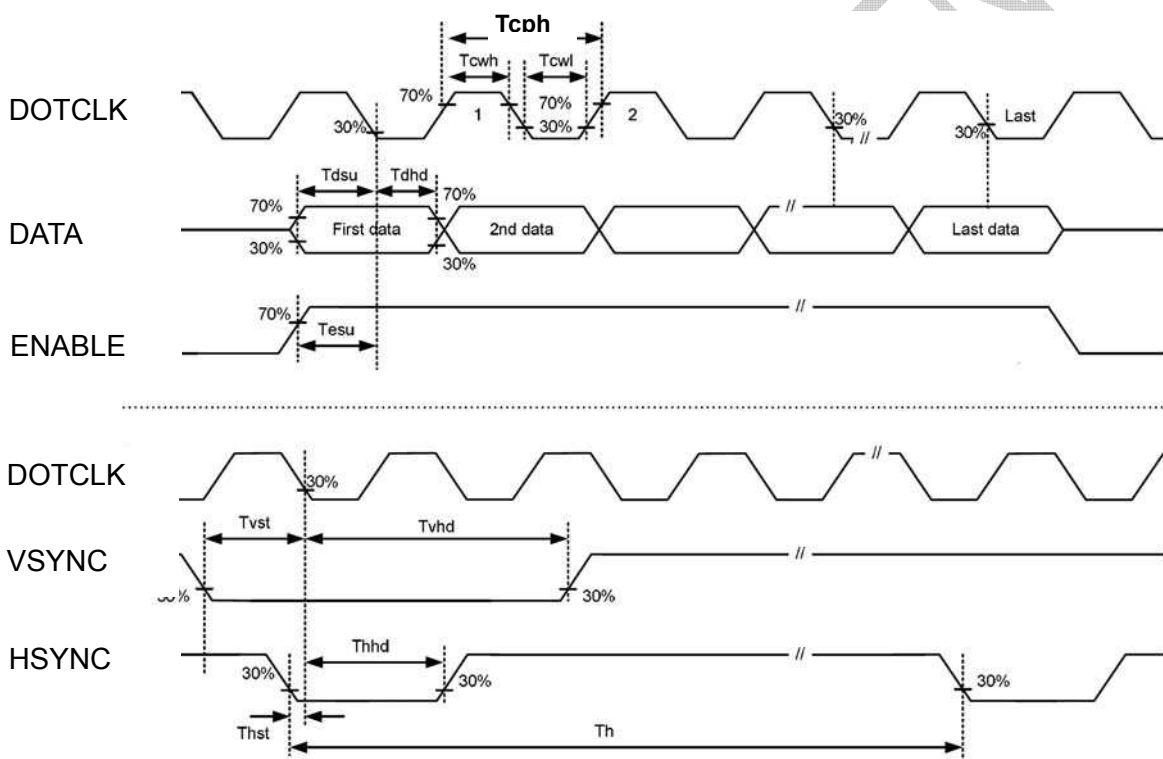 Tcph
Tcwh Tcwl
DOTCLK 70% 1 70% 2 30% Last
30% 30% // 30%
Tdsu Tdhd
70% 70% //
DATA First data 2nd data Last data
30% 30%
70% //
ENABLE Tesu
DOTCLK //
30%
Tvst Tvhd
VSYNC //
% 30%
Thhd
HSYNC //
30% 30% 30%
Thst Th